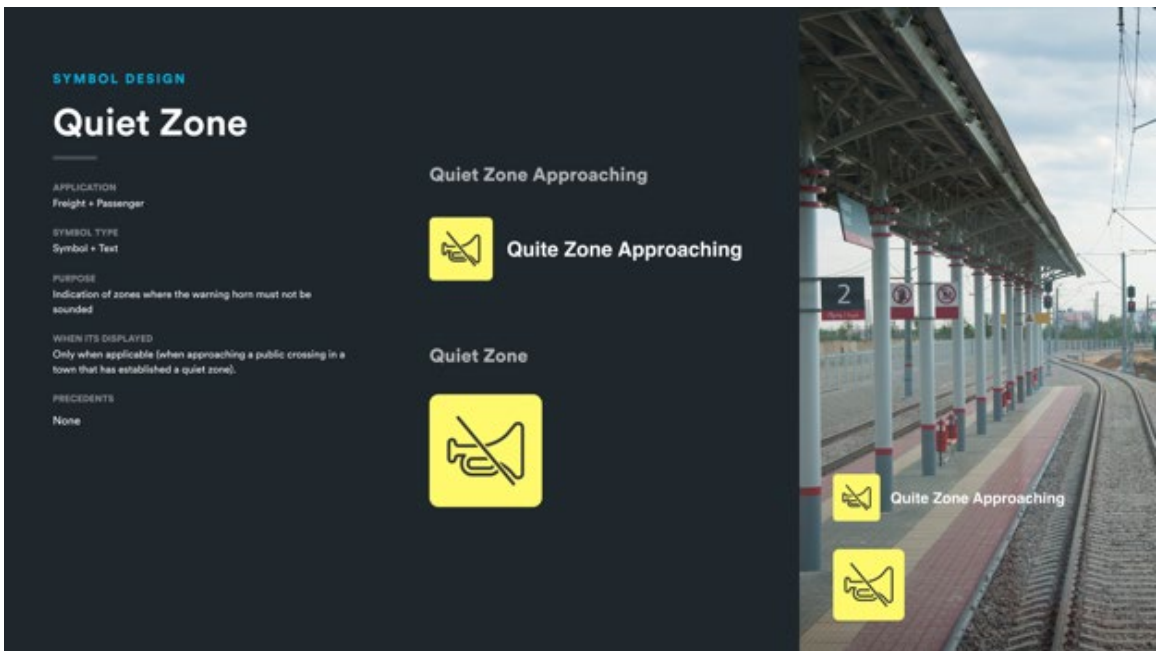 SYMBOL DESIGN
Quiet Zone
APPLICATION
Freight + Passenger
SYMBOL TYPE
Symbol + Text
PURPOSE
Indication of zones where the warning horn must not be
sounded
WHEN ITS DISPLAYED
Only when applicable (when approaching a public crossing in a
town that has established a quiet zone).
PRECEDENTS
None
Quiet Zone Approaching
Quite Zone Approaching
Quiet Zone
2
Quite Zone Approaching